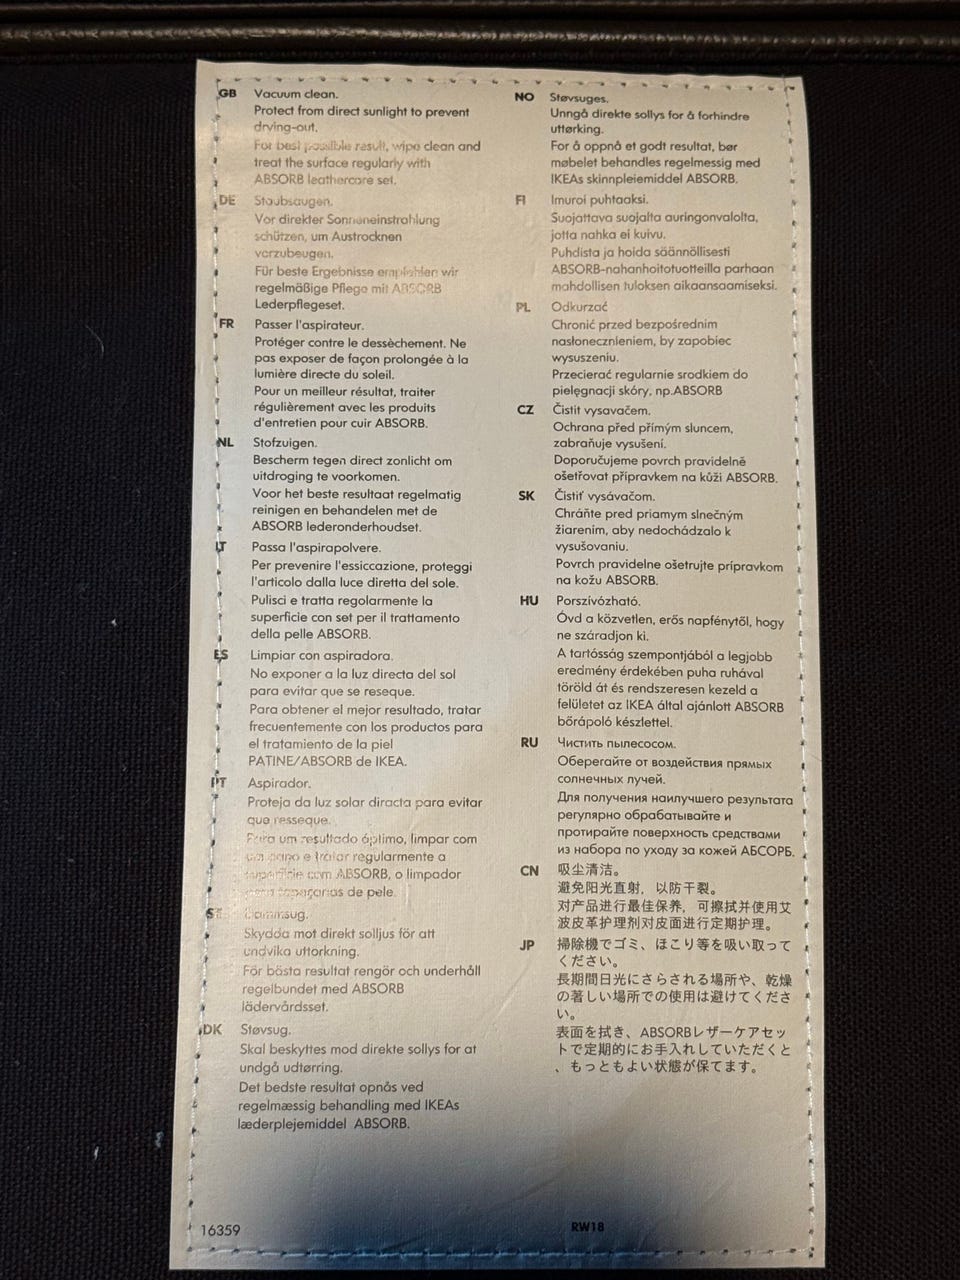 GB Vacuum clean.
Protect from direct sunlight to prevent
drying-out.
For best possible result, wipe clean and
treat the surface regularly with
ABSORB leathercare set.
DE Staubsaugen.
Vor direkter Sonneneinstrahlung
schützen, um Austrocknen
vorzubeugen.
Für beste Ergebnisse empfehlen wir
regelmäßige Pflege mit ABSORB
Lederpflegeset.
FR Passer l'aspirateur.
Protéger contre le dessèchement. Ne
pas exposer de façon prolongée à la
lumière directe du soleil.
Pour un meilleur résultat, traiter
régulièrement avec les produits
d'entretien pour cuir ABSORB.
NL Stofzuigen.
Bescherm tegen direct zonlicht om
uitdroging te voorkomen.
Voor het beste resultaat regelmatig
reinigen en behandelen met de
ABSORB lederonderhoudset.
IT Passa l'aspirapolvere.
Per prevenire l'essiccazione, proteggi
l'articolo dalla luce diretta del sole.
Pulisci e tratta regolarmente la
superficie con set per il trattamento
della pelle ABSORB.
ES Limpiar con aspiradora.
No exponer a la luz directa del sol
para evitar que se reseque.
Para obtener el mejor resultado, tratar
frecuentemente con los productos para
el tratamiento de la piel
PATINE/ABSORB de IKEA.
PT Aspirador.
Proteja da luz solar directa para evitar
que resseque.
Para um resultado óptimo, limpar com
um pano e tratar regularmente a
superfície com ABSORB, o limpador
para tapeçarias de pele.
SE Dammsug.
Skydda mot direkt solljus för att
undvika uttorkning.
För bästa resultat rengör och underhåll
regelbundet med ABSORB
lädervårdsset.
DK Støvsug.
Skal beskyttes mod direkte sollys for at
undgå udtørring.
Det bedste resultat opnås ved
regelmæssig behandling med IKEAs
læderplejemiddel ABSORB.
16359
NO Støvsuges.
Unngå direkte sollys for å forhindre
uttørking.
For å oppnå et godt resultat, bør
møbelet behandles regelmessig med
IKEAs skinnpleiemiddel ABSORB.
FI Imuroi puhtaaksi.
Suojattava suojalta auringonvalolta,
jotta nahka ei kuivu.
Puhdista ja hoida säännöllisesti
ABSORB-nahanhoitotuotteilla parhaan
mahdollisen tuloksen aikaansaamiseksi.
PL Odkurzać
Chronić przed bezpośrednim
nasłonecznieniem, by zapobiec
wysuszeniu.
Przecierać regularnie srodkiem do
pielęgnacji skóry, np.ABSORB
CZ Čistit vysavačem.
Ochrana před přímým sluncem,
zabraňuje vysušení.
Doporučujeme povrch pravidelně
ošetřovat přípravkem na kůži ABSORB.
SK Čistiť vysávačom.
Chráňte pred priamym slnečným
žiarením, aby nedochádzalo k
vysušovaniu.
Povrch pravidelne ošetrujte prípravkom
na kožu ABSORB.
HU Porszívózható.
Óvd a közvetlen, erős napfénytől, hogy
ne száradjon ki.
A tartósság szempontjából a legjobb
eredmény érdekében puha ruhával
töröld át és rendszeresen kezeld a
felületet az IKEA által ajánlott ABSORB
bőrápoló készlettel.
RU Чистить пылесосом.
Оберегайте от воздействия прямых
солнечных лучей.
Для получения наилучшего результата
регулярно обрабатывайте и
протирайте поверхность средствами
из набора по уходу за кожей АБСОРБ.
CN 吸尘清洁。
避免阳光直射，以防干裂。
对产品进行最佳保养，可擦拭并使用艾
波皮革护理剂对皮面进行定期护理。
JP 掃除機でゴミ、ほこり等を吸い取って
ください。
長期間日光にさらされる場所や、乾燥
の著しい場所での使用は避けてくださ
い。
表面を拭き、ABSORBレザーケアセッ
トで定期的にお手入れしていただくと
、もっともよい状態が保てます。
RW18